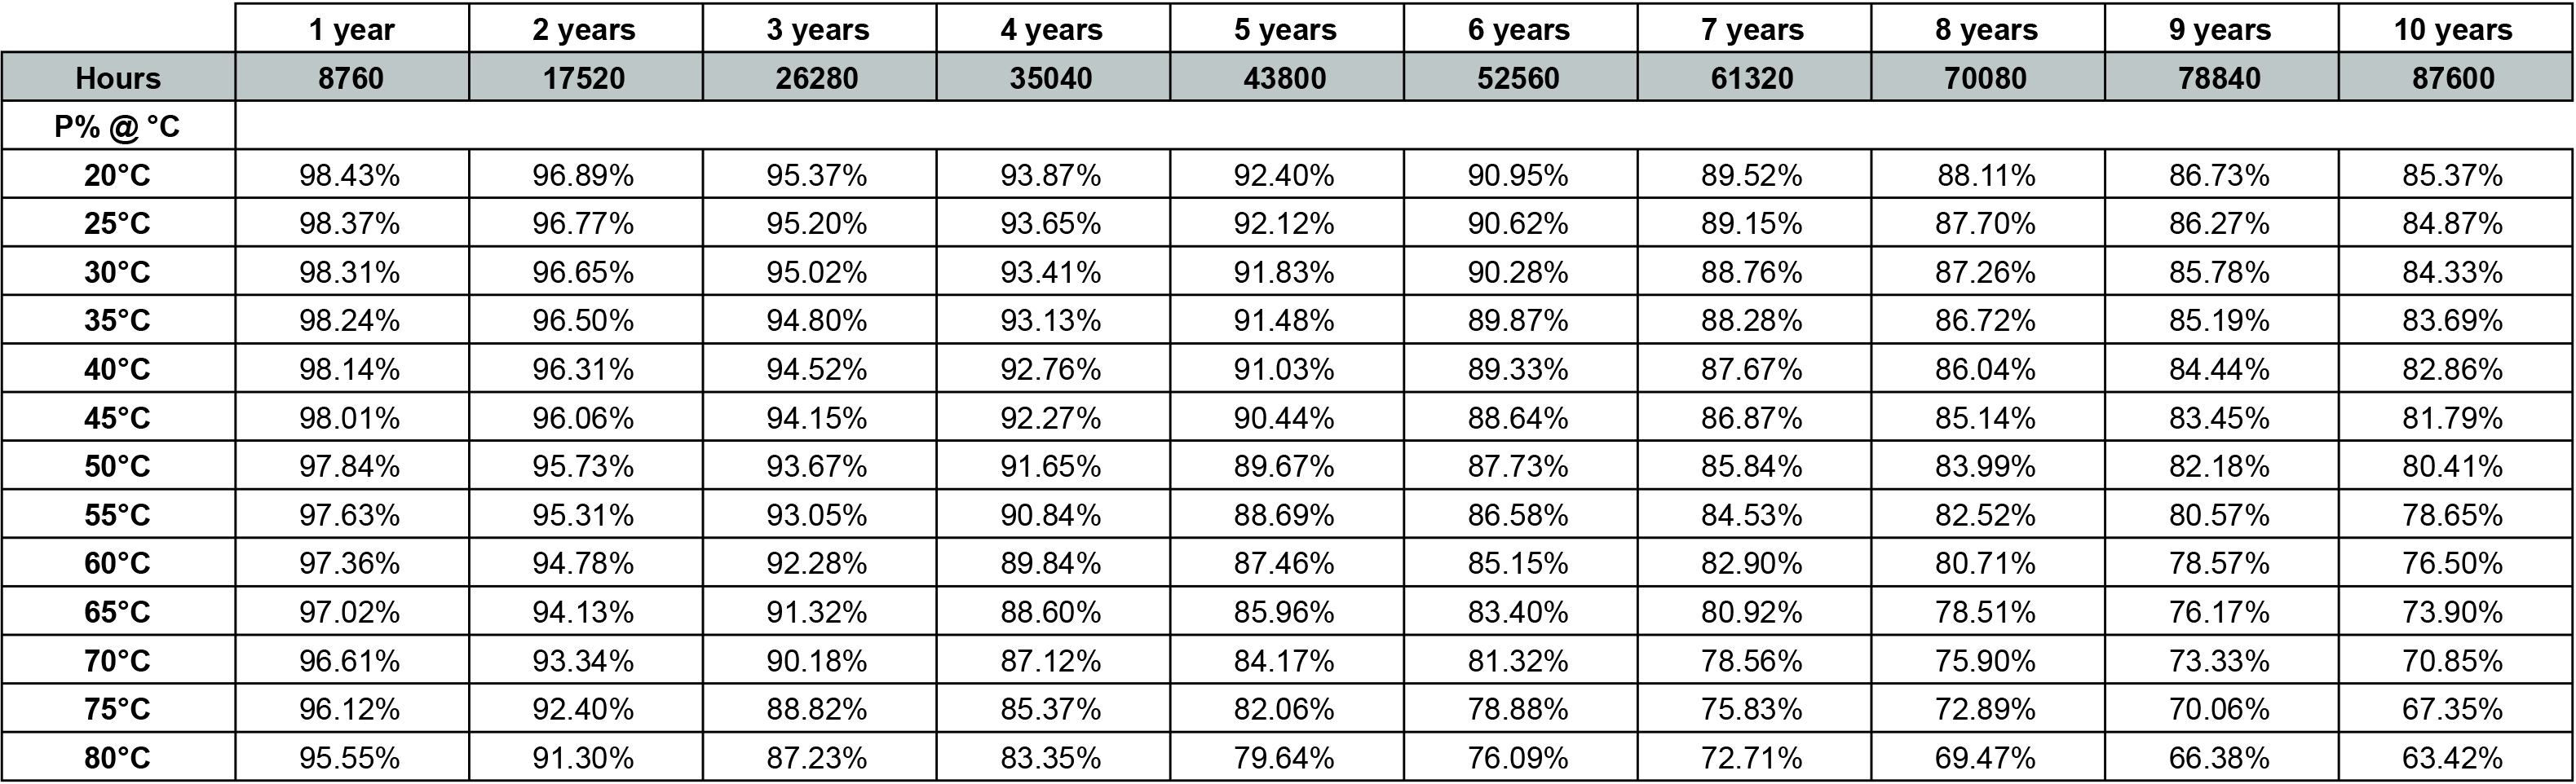 1 year 2 years 3 years 4 years 5 years 6 years 7 years 8 years 9 years 10 years
Hours 8760 17520 26280 35040 43800 52560 61320 70080 78840 87600
P% @ °C
20°C 98.43% 96.89% 95.37% 93.87% 92.40% 90.95% 89.52% 88.11% 86.73% 85.37%
25°C 98.37% 96.77% 95.20% 93.65% 92.12% 90.62% 89.15% 87.70% 86.27% 84.87%
30°C 98.31% 96.65% 95.02% 93.41% 91.83% 90.28% 88.76% 87.26% 85.78% 84.33%
35°C 98.24% 96.50% 94.80% 93.13% 91.48% 89.87% 88.28% 86.72% 85.19% 83.69%
40°C 98.14% 96.31% 94.52% 92.76% 91.03% 89.33% 87.67% 86.04% 84.44% 82.86%
45°C 98.01% 96.06% 94.15% 92.27% 90.44% 88.64% 86.87% 85.14% 83.45% 81.79%
50°C 97.84% 95.73% 93.67% 91.65% 89.67% 87.73% 85.84% 83.99% 82.18% 80.41%
55°C 97.63% 95.31% 93.05% 90.84% 88.69% 86.58% 84.53% 82.52% 80.57% 78.65%
60°C 97.36% 94.78% 92.28% 89.84% 87.46% 85.15% 82.90% 80.71% 78.57% 76.50%
65°C 97.02% 94.13% 91.32% 88.60% 85.96% 83.40% 80.92% 78.51% 76.17% 73.90%
70°C 96.61% 93.34% 90.18% 87.12% 84.17% 81.32% 78.56% 75.90% 73.33% 70.85%
75°C 96.12% 92.40% 88.82% 85.37% 82.06% 78.88% 75.83% 72.89% 70.06% 67.35%
80°C 95.55% 91.30% 87.23% 83.35% 79.64% 76.09% 72.71% 69.47% 66.38% 63.42%